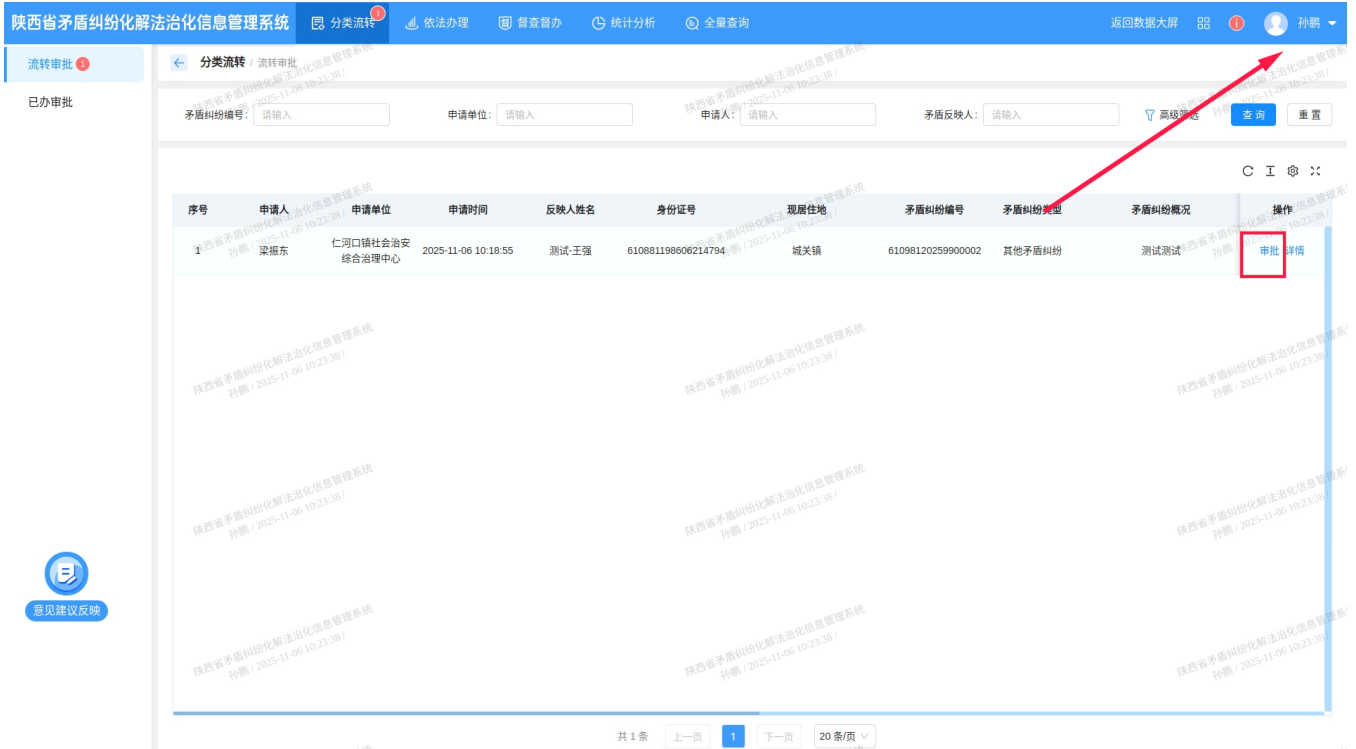 陕西省矛盾纠纷化解法治化信息管理系统 分类流转 1 依法办理 督查督办 统计分析 全量查询 返回数据大屏 孙鹏
流转审批 1
已办审批
分类流转 / 流转审批
矛盾纠纷编号： 请输入 申请单位： 请输入 申请人： 请输入 矛盾反映人： 请输入 高级筛选 查 询 重 置
序号 申请人 申请单位 申请时间 反映人姓名 身份证号 现居住地 矛盾纠纷编号 矛盾纠纷类型 矛盾纠纷概况 操作
1 梁振东 仁河口镇社会治安综合治理中心 2025-11-06 10:18:55 测试-王强 610881198606214794 城关镇 61098120259900002 其他矛盾纠纷 测试测试 审批 详情
意见建议反映
共 1 条 上一页 1 下一页 20 条/页
陕西省矛盾纠纷化解法治化信息管理系统
孙鹏 / 2025-11-06 10:23:38 /